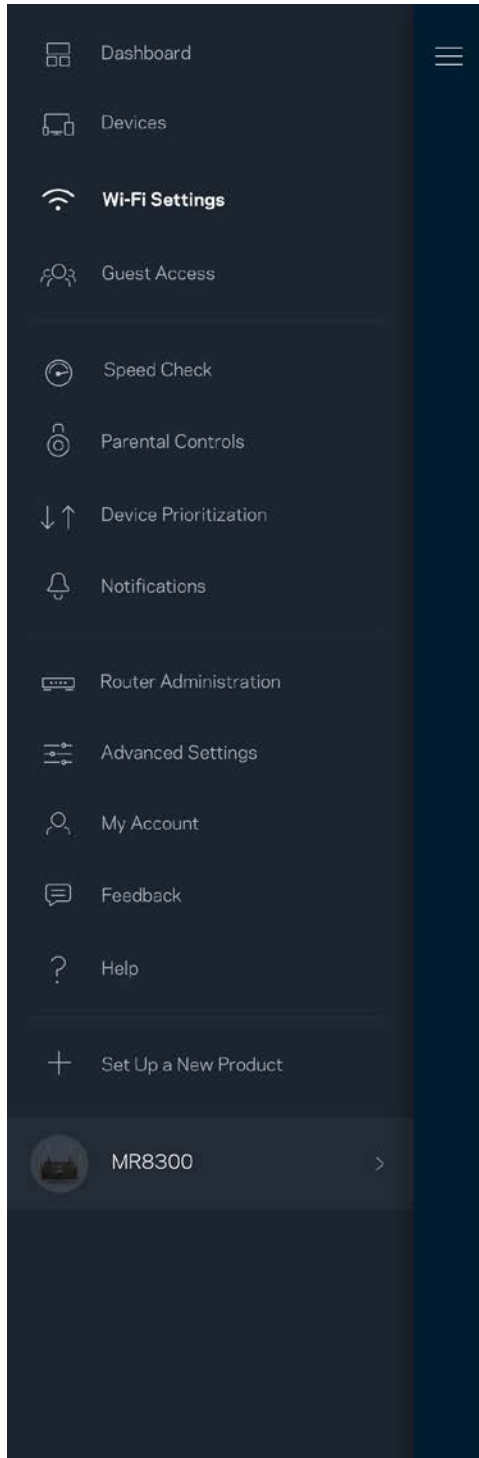 Dashboard
Devices
Wi-Fi Settings
Guest Access
Speed Check
Parental Controls
Device Prioritization
Notifications
Router Administration
Advanced Settings
My Account
Feedback
Help
Set Up a New Product
MR8300